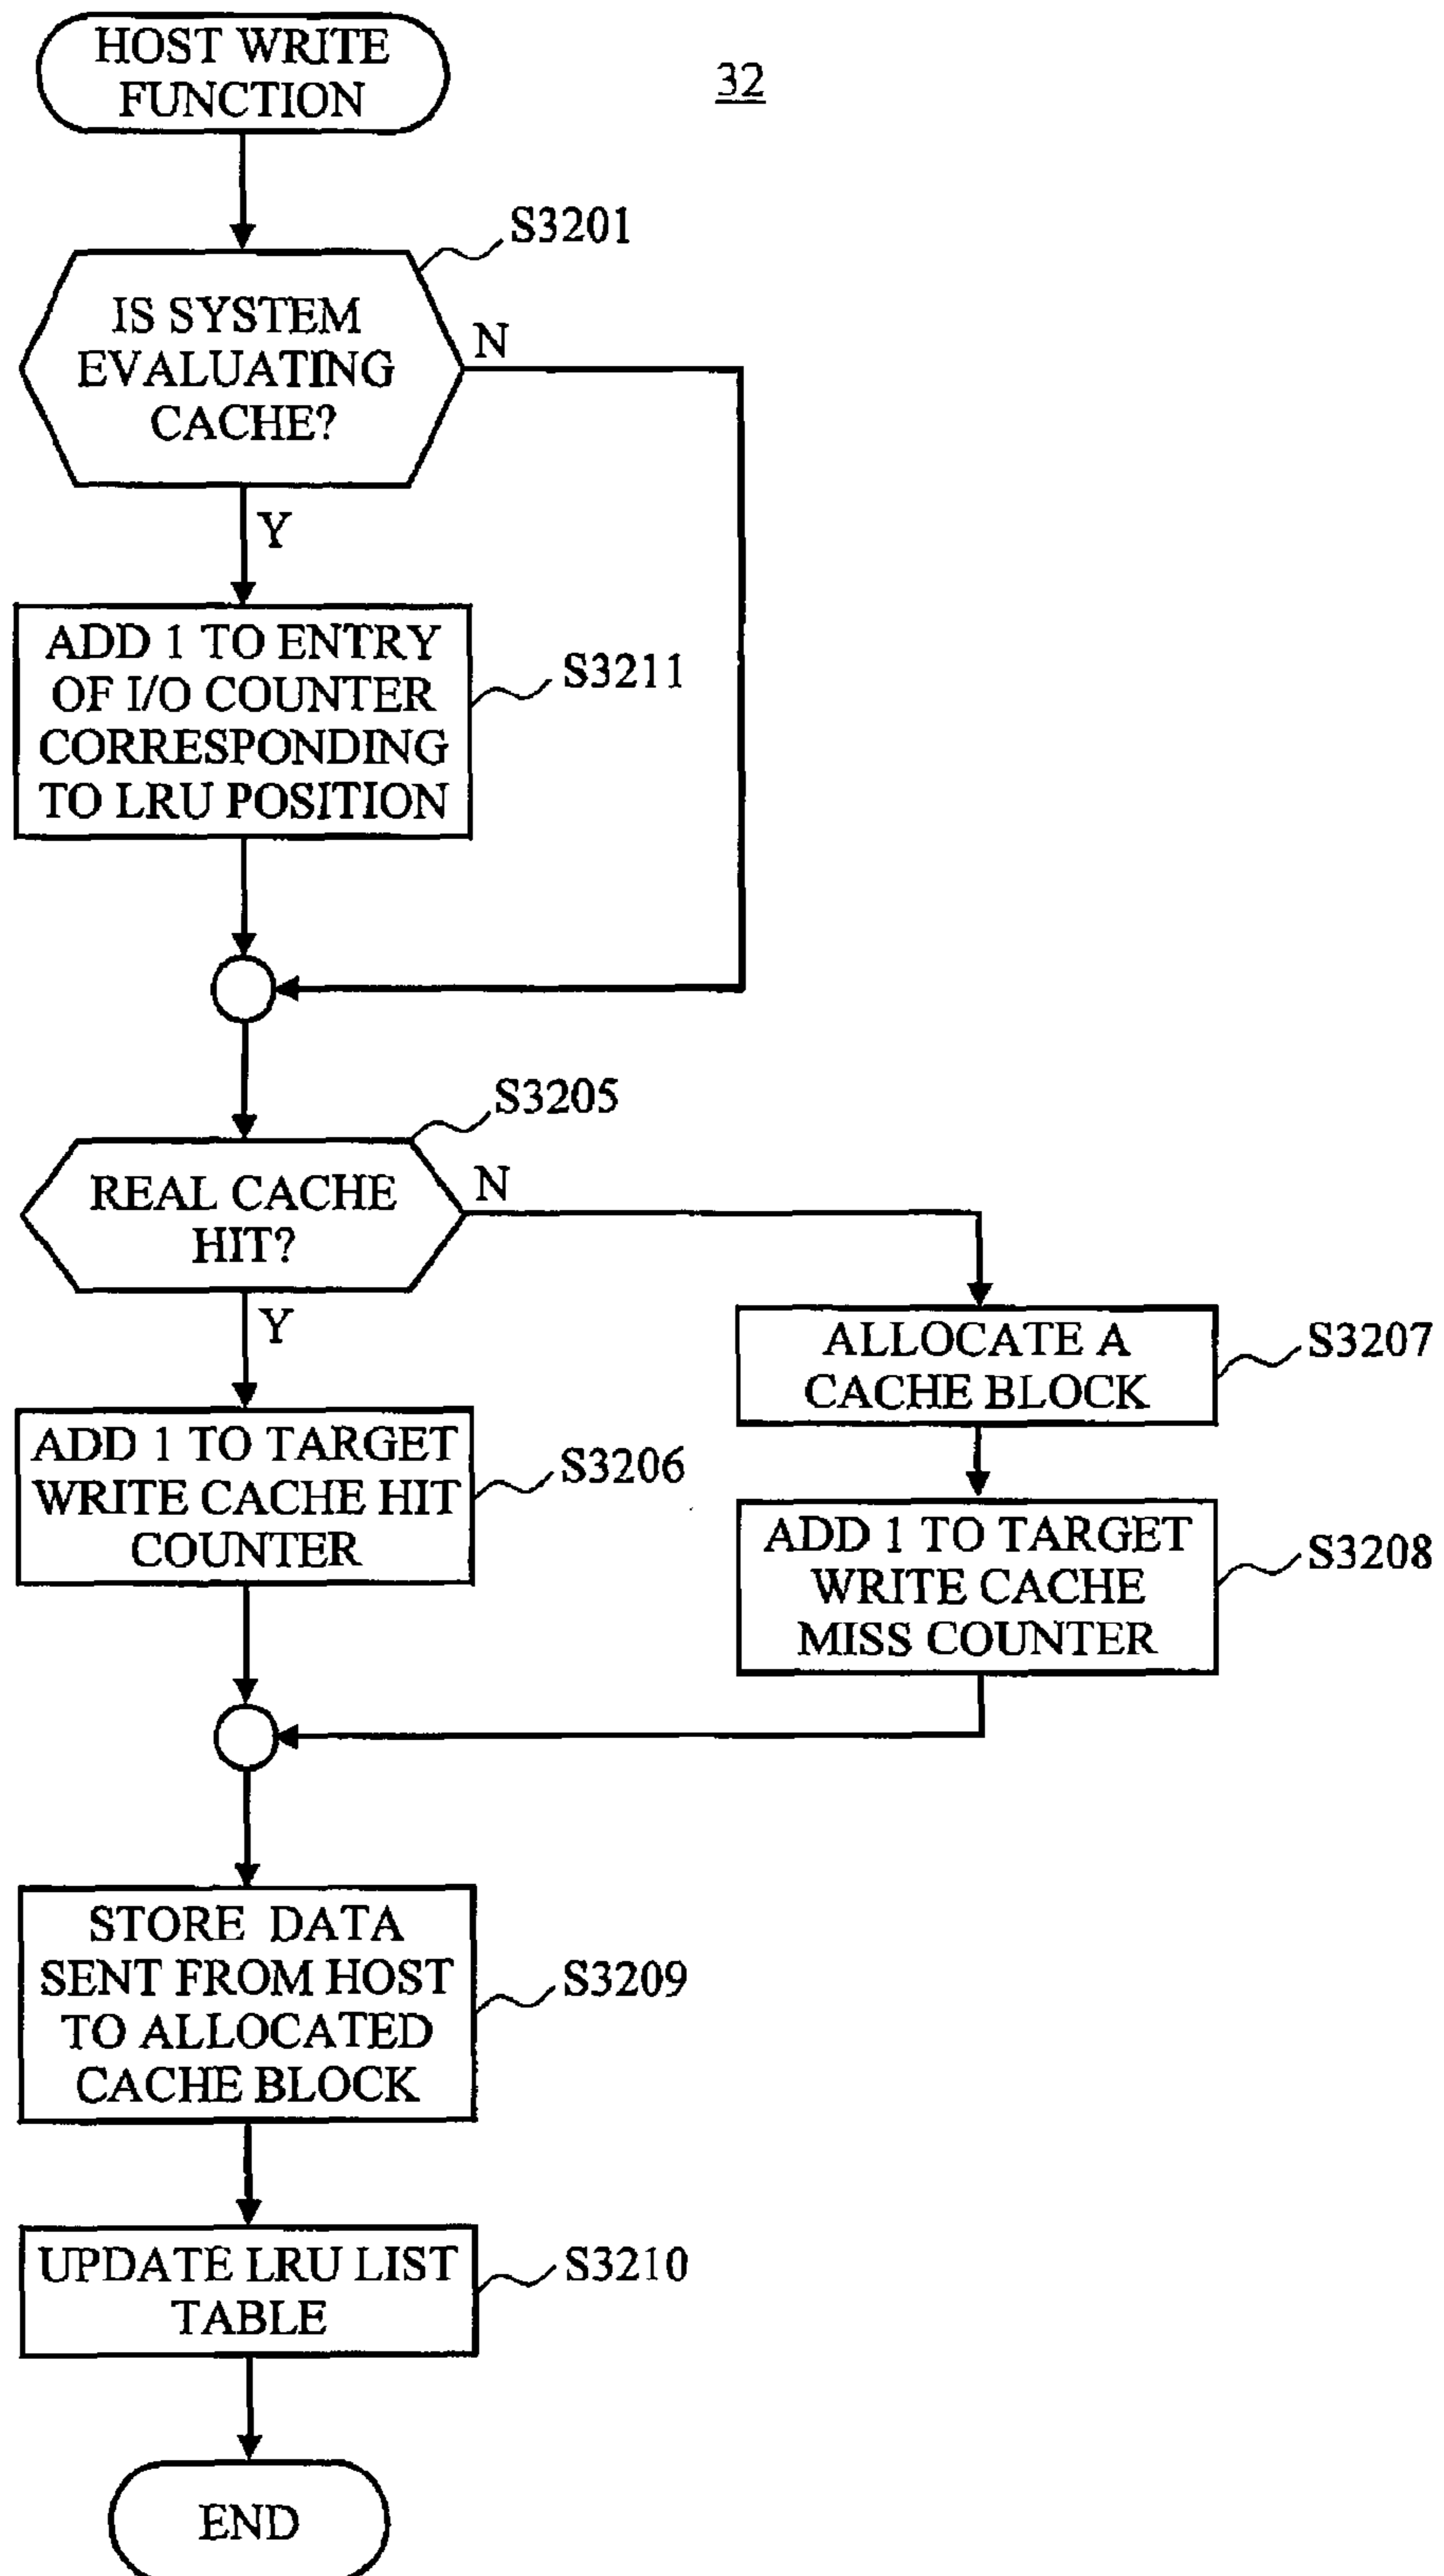 HOST WRITE
FUNCTION
32
S3201
IS SYSTEM
EVALUATING
CACHE?
N
Y
ADD 1 TO ENTRY
OF I/O COUNTER
CORRESPONDING
TO LRU POSITION
S3211
S3205
REAL CACHE
HIT?
N
Y
ALLOCATE A
CACHE BLOCK
S3207
ADD 1 TO TARGET
WRITE CACHE HIT
COUNTER
S3206
ADD 1 TO TARGET
WRITE CACHE
MISS COUNTER
S3208
STORE DATA
SENT FROM HOST
TO ALLOCATED
CACHE BLOCK
S3209
UPDATE LRU LIST
TABLE
S3210
END